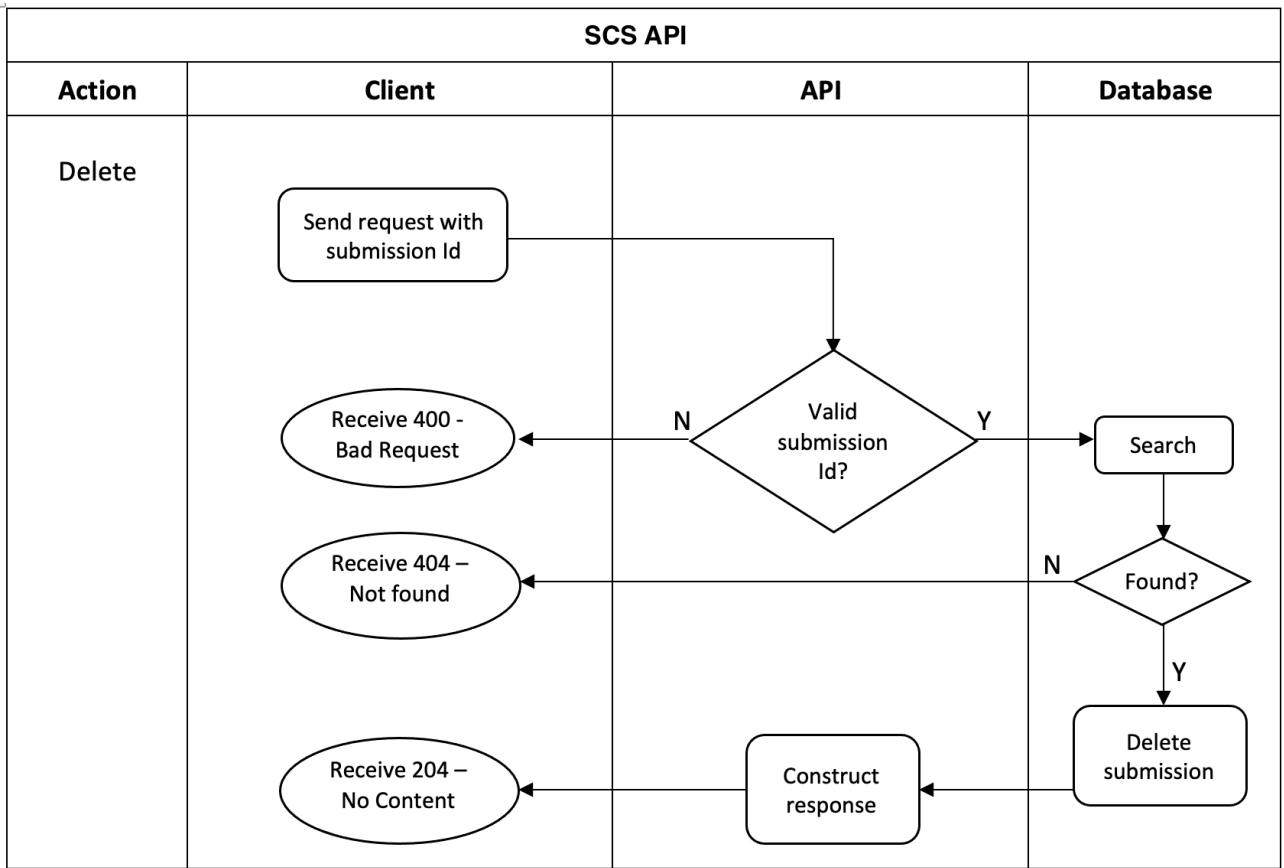 SCS API
Action
Client
API
Database
Delete
Send request with
submission Id
Valid
submission
Id?
N
Y
Receive 400 -
Bad Request
Search
Receive 404 –
Not found
N
Found?
Y
Delete
submission
Construct
response
Receive 204 –
No Content